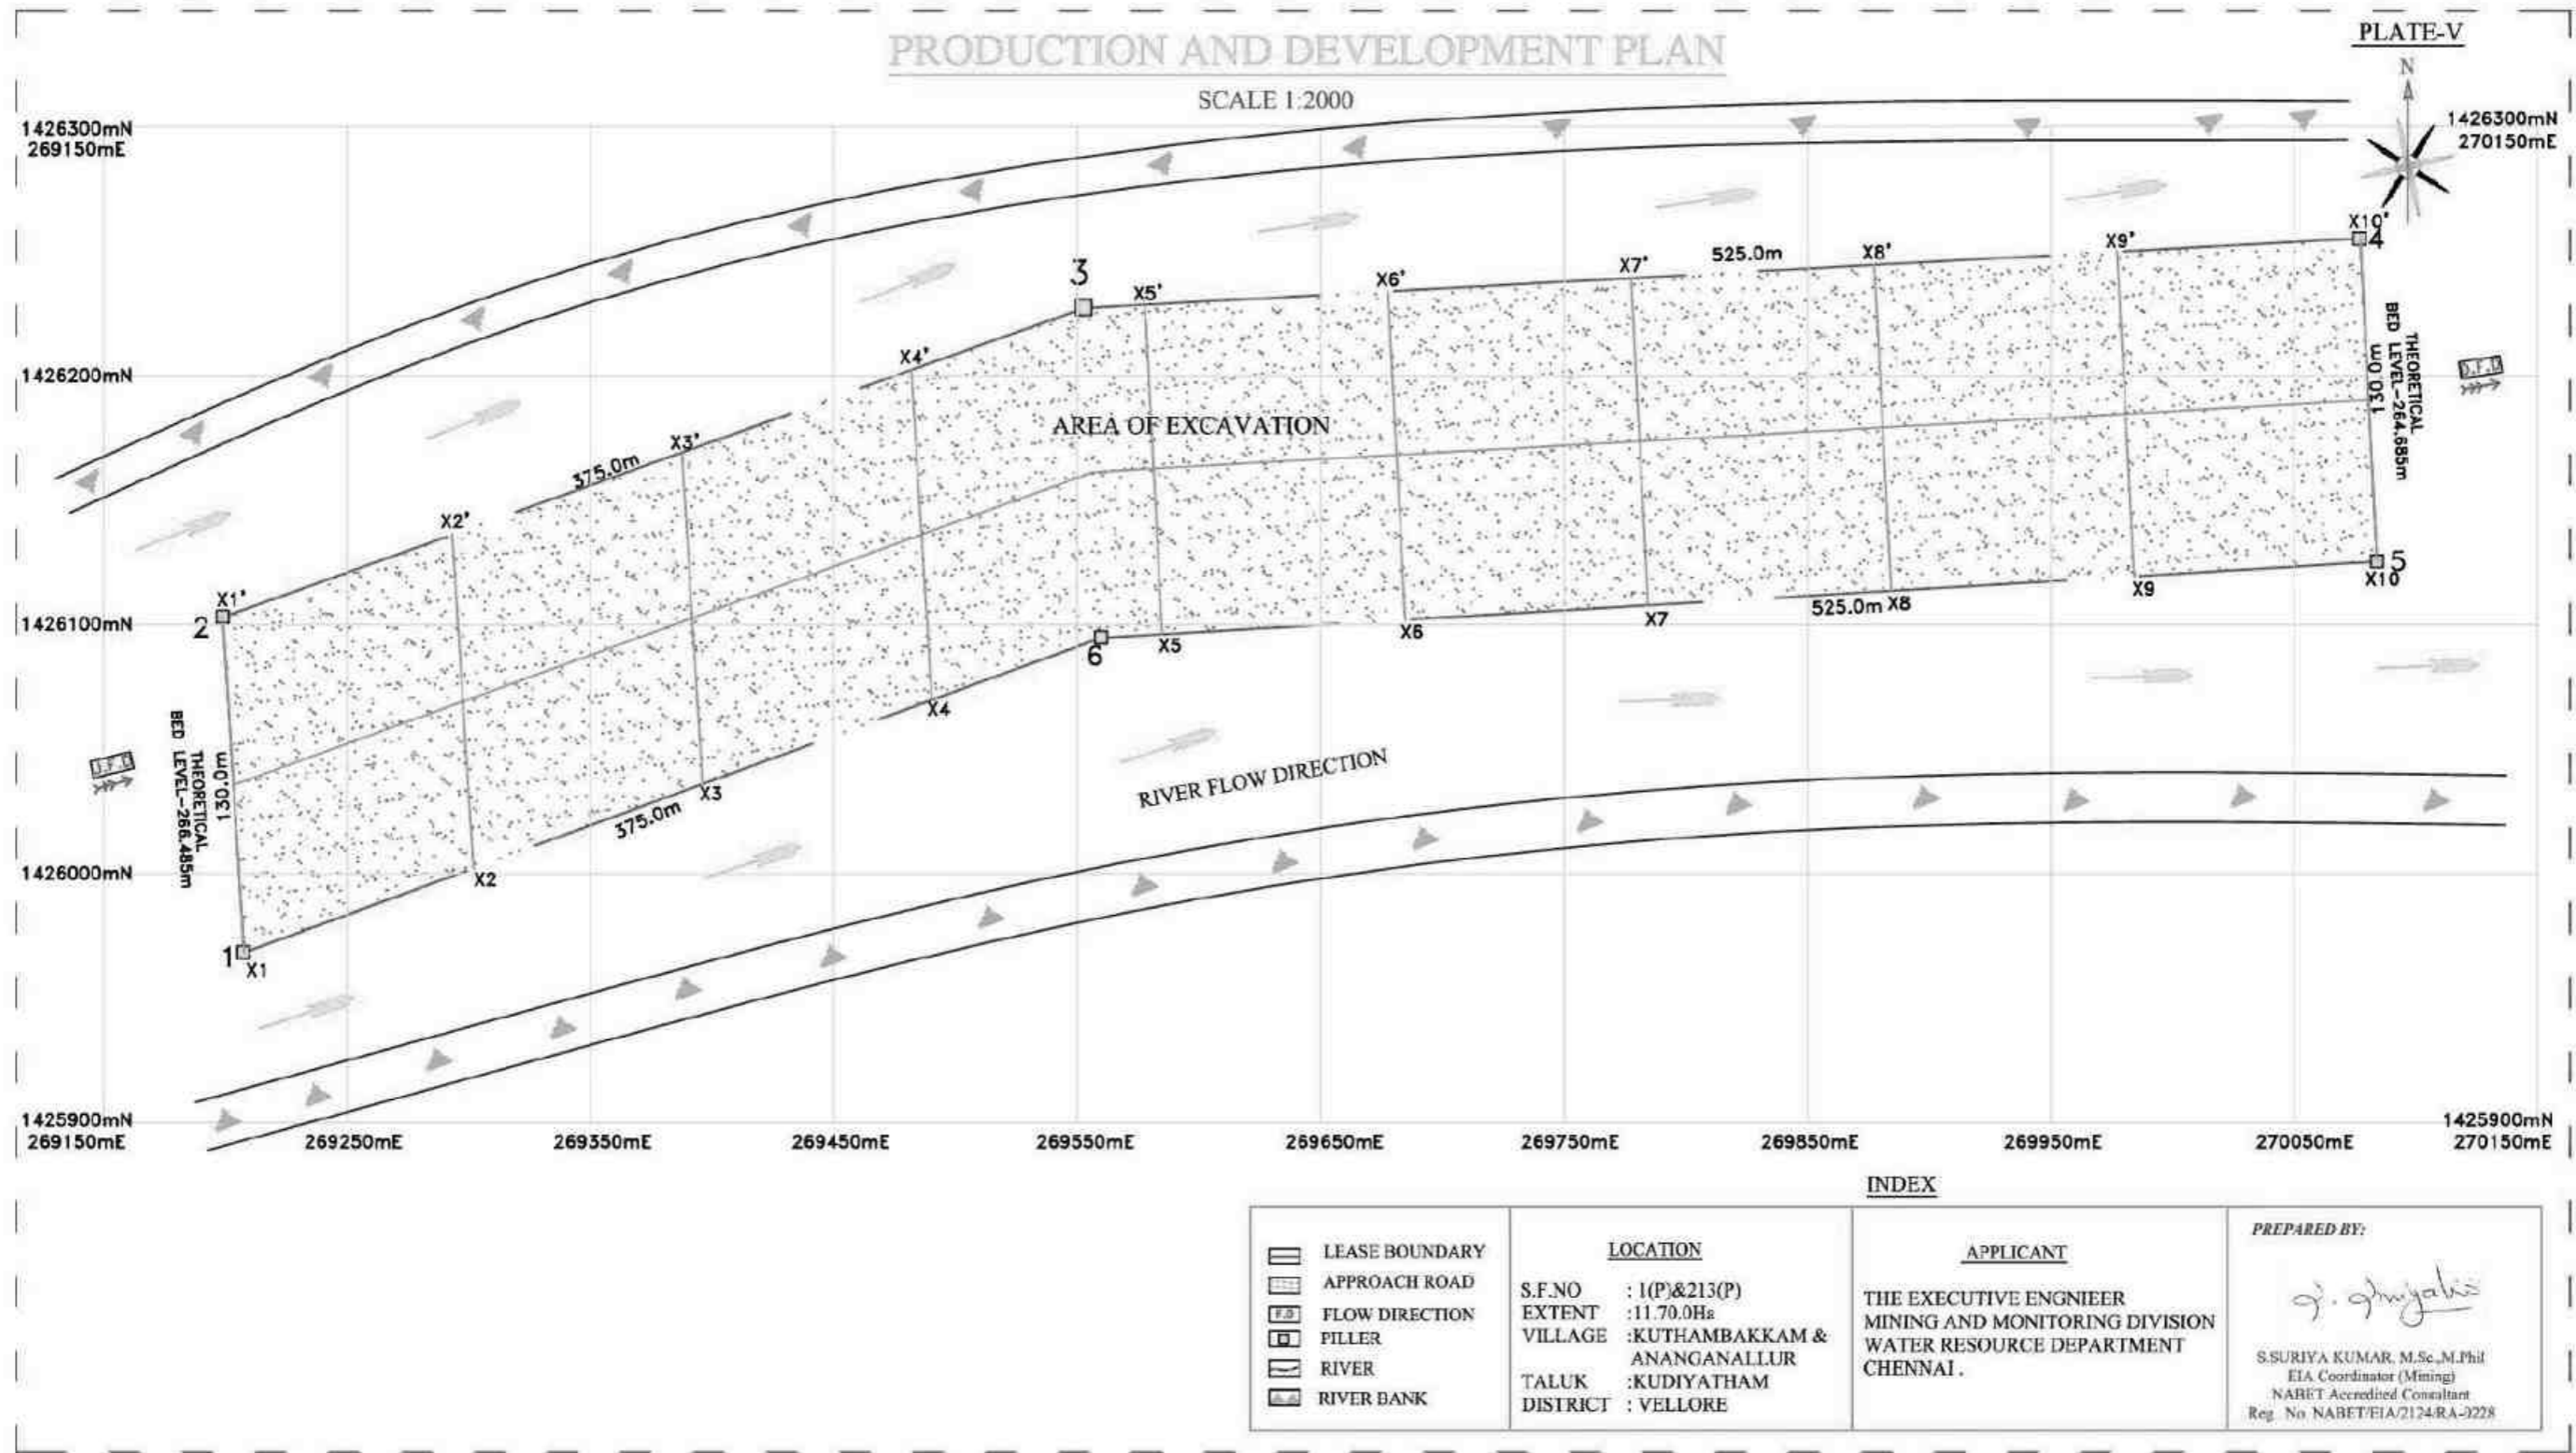 PLATE-V
PRODUCTION AND DEVELOPMENT PLAN
SCALE 1:2000
N
1426300mN
269150mE
1426300mN
270150mE
X10'
4
X9'
X8'
525.0m
X7'
X6'
X5'
3
X4'
1426200mN
THEORETICAL
BED LEVEL-264.685m
130.0m
D.F.D
AREA OF EXCAVATION
X3'
375.0m
X2'
X1'
2
1426100mN
5
X10
X9
X8
525.0m
X7
X6
X5
6
X4
THEORETICAL
BED LEVEL-266.485m
130.0m
U.F.D
RIVER FLOW DIRECTION
X3
375.0m
1426000mN
X2
1
X1
1425900mN
269150mE
269250mE
269350mE
269450mE
269550mE
269650mE
269750mE
269850mE
269950mE
270050mE
1425900mN
270150mE
INDEX
LEASE BOUNDARY
APPROACH ROAD
F.D
FLOW DIRECTION
PILLER
RIVER
RIVER BANK
LOCATION
S.F.NO : 1(P)&213(P)
EXTENT :11.70.0Ha
VILLAGE :KUTHAMBAKKAM &
ANANGANALLUR
TALUK :KUDIYATHAM
DISTRICT : VELLORE
APPLICANT
THE EXECUTIVE ENGNIEER
MINING AND MONITORING DIVISION
WATER RESOURCE DEPARTMENT
CHENNAI .
PREPARED BY:
S.SURIYA KUMAR, M.Sc.,M.Phil
EIA Coordinator (Mining)
NABET Accredited Consultant
Reg. No. NABET/EIA/2124/RA-0228